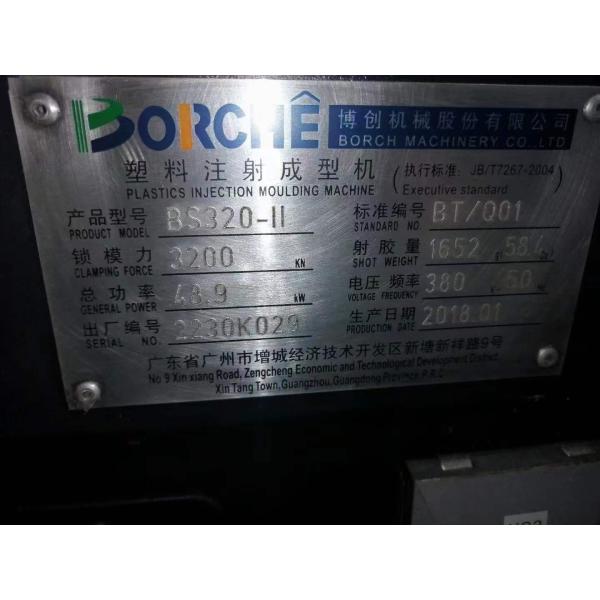 BORCHÊ 博创机械股份有限公司
BORCH MACHINERY CO.,LTD
塑料注射成型机 (执行标准: JB/T7267-2004
PLASTICS INJECTION MOULDING MACHINE Executive standard)
产品型号 BS320-II 标准编号 BT/Q01
PRODUCT MODEL STANDARD NO.
锁模力 3200 KN 射胶量 1652 g( 58.4 Oz)
CLAMPING FORCE SHOT WEIGHT
总功率 48.9 kW 电压 频率 380 V 50 Hz
GENERAL POWER VOLTAGE FREQUENCY
出厂编号 2230K029 生产日期 2018.01
SERIAL NO. PRODUCTION DATE
广东省广州市增城经济技术开发区新塘新祥路9号
No 9 Xin xiang Road, Zengcheng Economic and Technological Development District,
Xin Tang Town, Guangzhou, Guangdong Province P.R.C